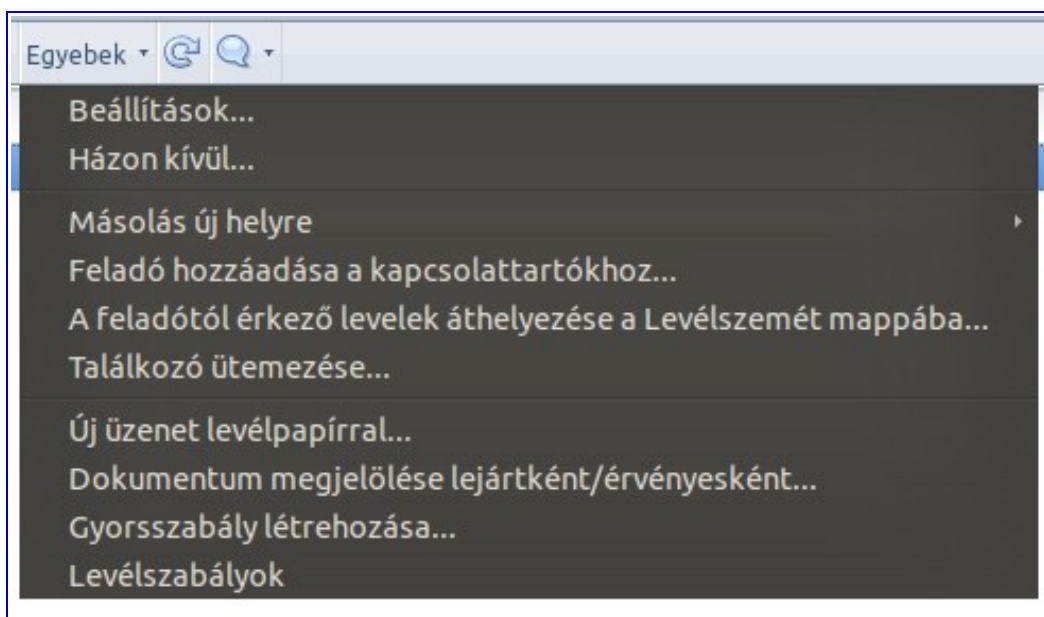 Egyebek
Beállítások...
Házon kívül...
Másolás új helyre
Feladó hozzáadása a kapcsolattartókhoz...
A feladótól érkező levelek áthelyezése a Levélszemét mappába...
Találkozó ütemezése...
Új üzenet levélpapírral...
Dokumentum megjelölése lejártként/érvényesként...
Gyorsszabály létrehozása...
Levélszabályok